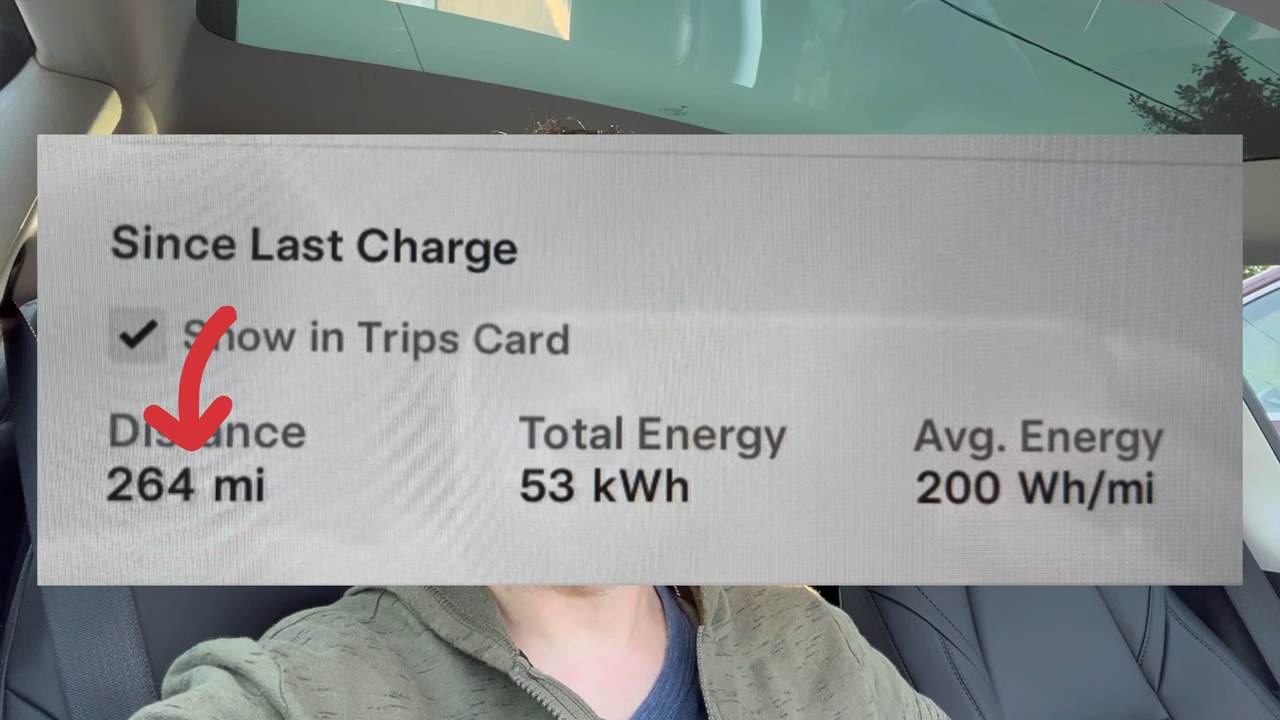 Since Last Charge
Show in Trips Card
Distance
264 mi
Total Energy
53 kWh
Avg. Energy
200 Wh/mi